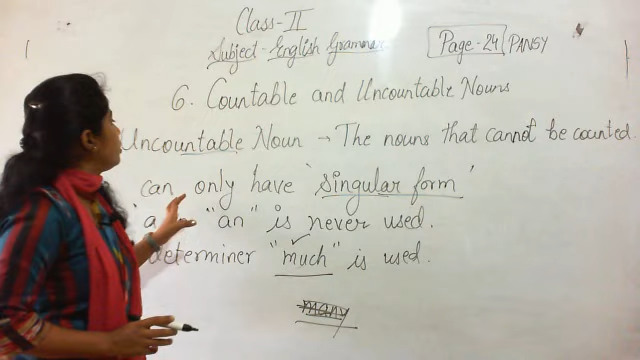 Class-II
Subject-English Grammar
Page-24 PANSY
6. Countable and Uncountable Nouns
Uncountable Noun → The nouns that cannot be counted.
can only have 'singular form'
"an" is never used.
determiner "much" is used.
many